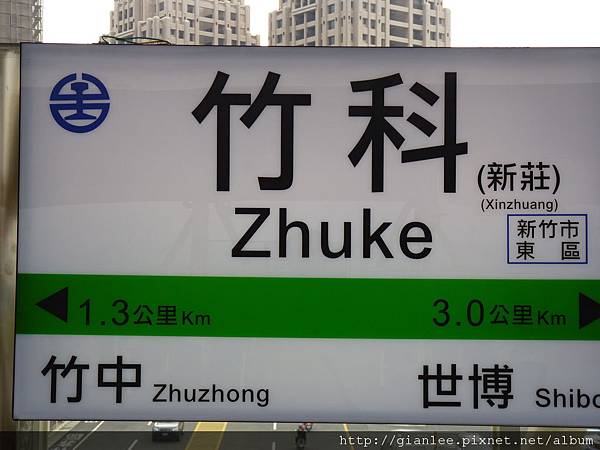 竹科
(新莊)
(Xinzhuang)
Zhuke
新竹市
東區
1.3公里Km
3.0公里Km
竹中 Zhuzhong
世博 Shibo
http://gianlee.pixnet.net/album